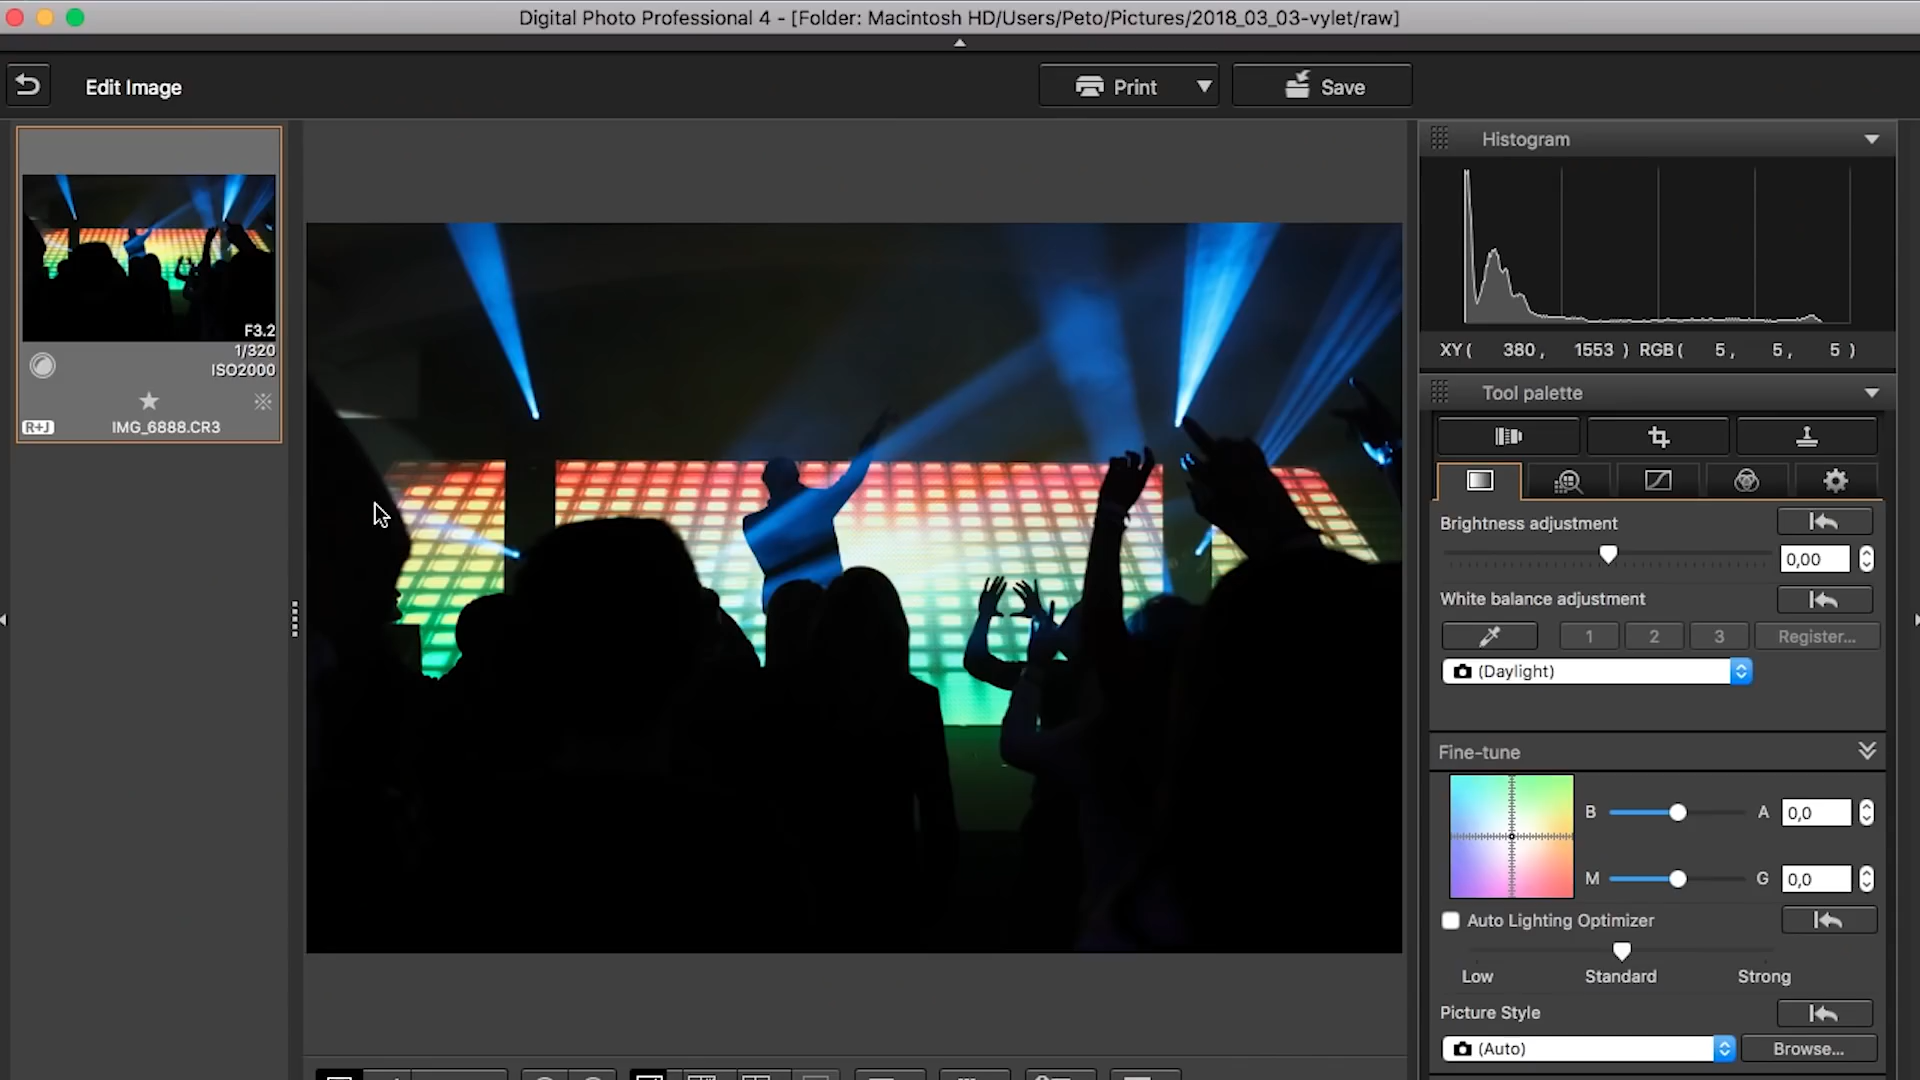 Digital Photo Professional 4 - [Folder: Macintosh HD/Users/Peto/Pictures/2018_03_03-vylet/raw]
Edit Image
Print
Save
F3.2
1/320
ISO2000
R+J
IMG_6888.CR3
Histogram
XY( 380 , 1553 ) RGB( 5 , 5 , 5 )
Tool palette
Brightness adjustment
0,00
White balance adjustment
1 2 3 Register...
(Daylight)
Fine-tune
B A 0,0
M G 0,0
Auto Lighting Optimizer
Low Standard Strong
Picture Style
(Auto) Browse...